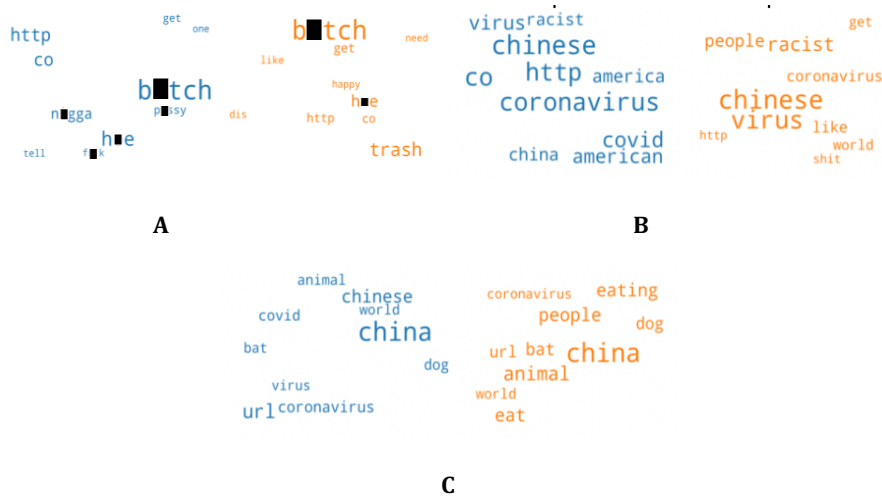 get
one
http
co
b■tch
p■ssy
n■gga
h■e
tell
f■k
b■tch
need
get
like
happy
h■e
dis
http
co
trash
A
virus
racist
chinese
co
http
america
coronavirus
covid
china
american
get
people
racist
coronavirus
chinese
virus
like
http
world
shit
B
animal
chinese
world
covid
china
bat
dog
virus
url
coronavirus
coronavirus
eating
people
dog
url
bat
china
animal
world
eat
C